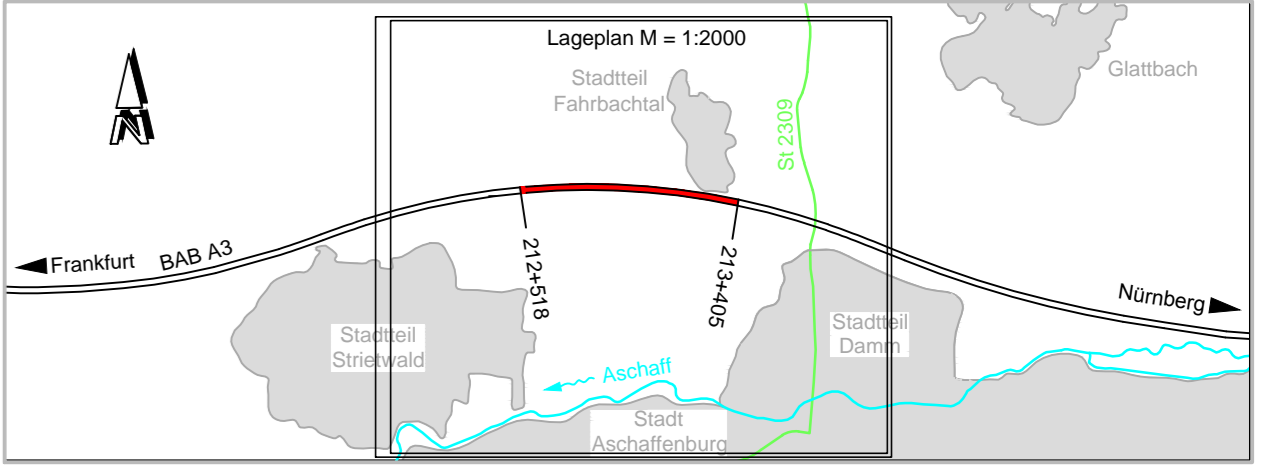 Lageplan M = 1:2000
Stadtteil
Fahrbachtal
Glattbach
St 2309
N
Frankfurt
BAB A3
212+518
213+405
Nürnberg
Stadtteil
Strietwald
Stadtteil
Damm
Aschaff
Stadt
Aschaffenburg